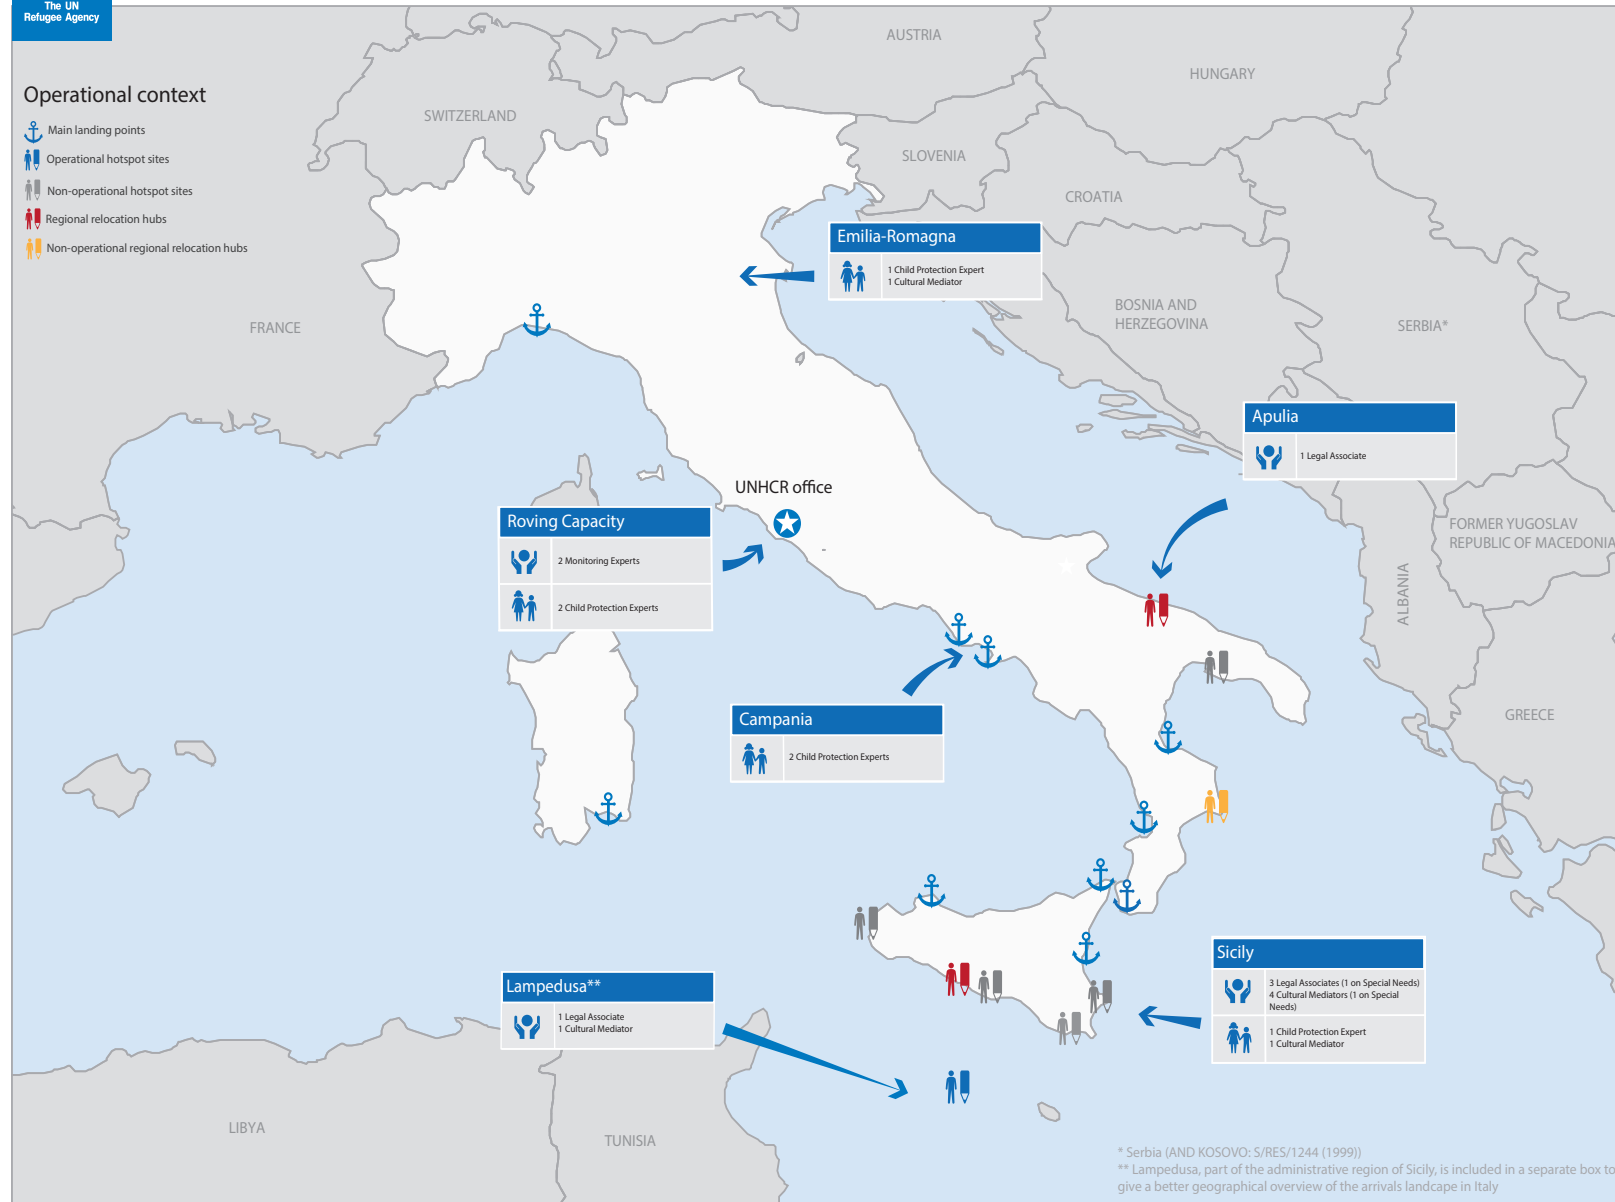 The UN
Refugee Agency
Operational context
Main landing points
Operational hotspot sites
Non-operational hotspot sites
Regional relocation hubs
Non-operational regional relocation hubs
AUSTRIA
HUNGARY
SWITZERLAND
SLOVENIA
CROATIA
FRANCE
BOSNIA AND
HERZEGOVINA
SERBIA*
Emilia-Romagna
1 Child Protection Expert
1 Cultural Mediator
Apulia
1 Legal Associate
UNHCR office
Roving Capacity
2 Monitoring Experts
2 Child Protection Experts
FORMER YUGOSLAV
REPUBLIC OF MACEDONIA
ALBANIA
GREECE
Campania
2 Child Protection Experts
Sicily
3 Legal Associates (1 on Special Needs)
4 Cultural Mediators (1 on Special
Needs)
1 Child Protection Expert
1 Cultural Mediator
Lampedusa**
1 Legal Associate
1 Cultural Mediator
LIBYA
TUNISIA
* Serbia (AND KOSOVO: S/RES/1244 (1999))
** Lampedusa, part of the administrative region of Sicily, is included in a separate box to
give a better geographical overview of the arrivals landscape in Italy